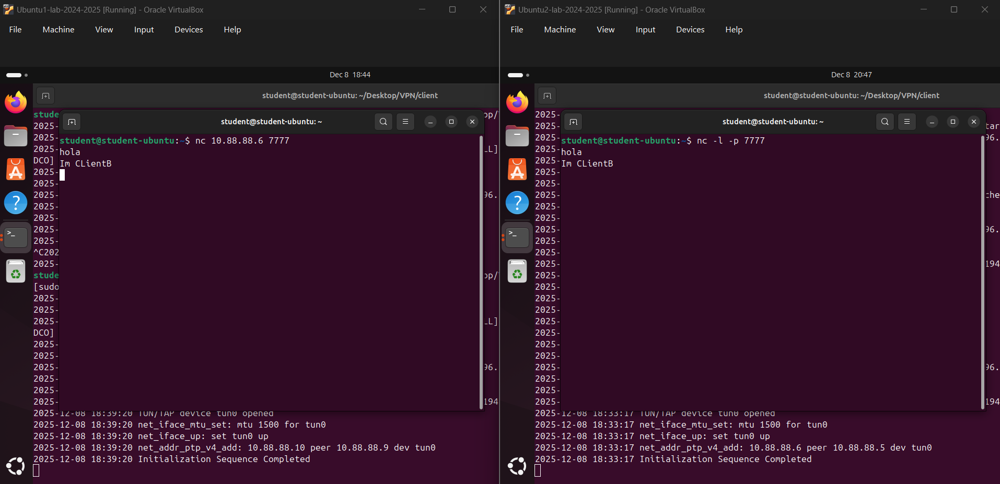 Ubuntu1-lab-2024-2025 [Running] - Oracle VirtualBox
File Machine View Input Devices Help
Dec 8 18:44
student@student-ubuntu: ~/Desktop/VPN/client
stude
op/
2025-
2025-
2025-
LL]
DCO]
2025-
2025-
2025-
96.
2025-
2025-
2025-
2025-
^C202
2025-
stude
op/
[sudo
2025-
2025-
2025-
LL]
DCO]
2025-
2025-
2025-
96.
2025-
2025-
2025-
194
student@student-ubuntu: ~
student@student-ubuntu:~$ nc 10.88.88.6 7777
hola
Im CLientB
2025-12-08 18:39:20 TUN/TAP device tun0 opened
2025-12-08 18:39:20 net_iface_mtu_set: mtu 1500 for tun0
2025-12-08 18:39:20 net_iface_up: set tun0 up
2025-12-08 18:39:20 net_addr_ptp_v4_add: 10.88.88.10 peer 10.88.88.9 dev tun0
2025-12-08 18:39:20 Initialization Sequence Completed
Ubuntu2-lab-2024-2025 [Running] - Oracle VirtualBox
File Machine View Input Devices Help
Dec 8 20:47
student@student-ubuntu: ~/Desktop/VPN/client
2025-
2025-
tar
2025-
96.
2025-
2025-
2025-
2025-
2025-
che
2025-
2025-
2025-
96.
2025-
2025-
2025-
194
2025-
2025-
2025-
2025-
2025-
2025-
2025-
2025-
2025-
96.
2025-
2025-
2025-
194
student@student-ubuntu: ~
student@student-ubuntu:~$ nc -l -p 7777
hola
Im CLientB
2025-12-08 18:33:17 TUN/TAP device tun0 opened
2025-12-08 18:33:17 net_iface_mtu_set: mtu 1500 for tun0
2025-12-08 18:33:17 net_iface_up: set tun0 up
2025-12-08 18:33:17 net_addr_ptp_v4_add: 10.88.88.6 peer 10.88.88.5 dev tun0
2025-12-08 18:33:17 Initialization Sequence Completed